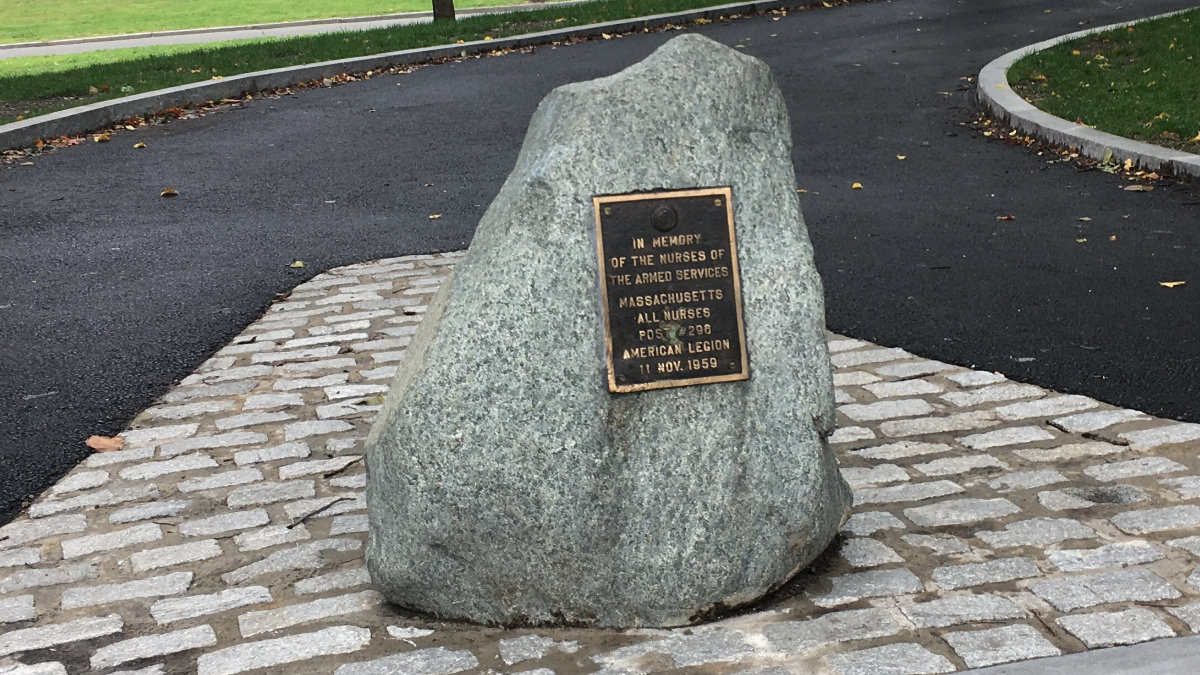 IN MEMORY
OF THE NURSES OF
THE ARMED SERVICES
MASSACHUSETTS
ALL NURSES
POST #296
AMERICAN LEGION
11 NOV. 1959